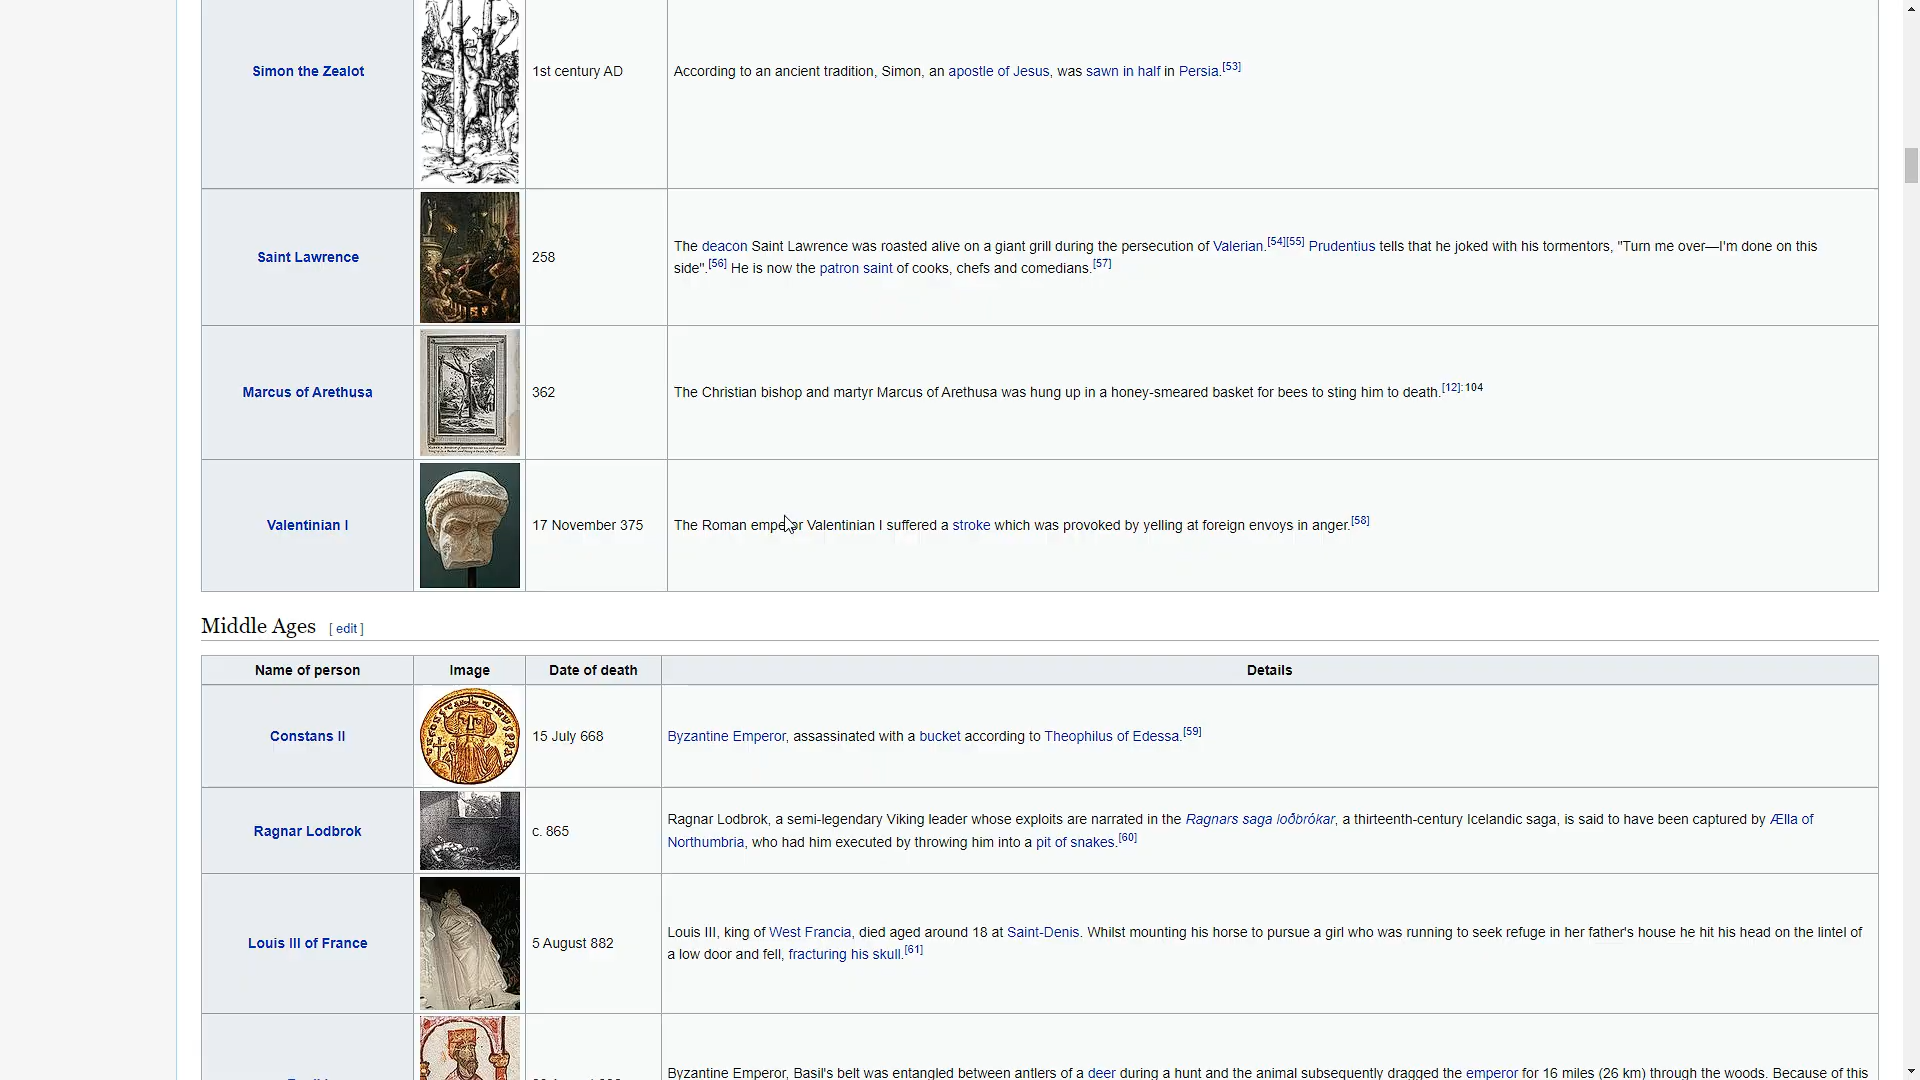 Simon the Zealot
1st century AD
According to an ancient tradition, Simon, an apostle of Jesus, was sawn in half in Persia.[53]
Saint Lawrence
258
The deacon Saint Lawrence was roasted alive on a giant grill during the persecution of Valerian.[54][55] Prudentius tells that he joked with his tormentors, "Turn me over—I'm done on this
side".[56] He is now the patron saint of cooks, chefs and comedians.[57]
Marcus of Arethusa
362
The Christian bishop and martyr Marcus of Arethusa was hung up in a honey-smeared basket for bees to sting him to death.[12]:104
Valentinian I
17 November 375
The Roman emperor Valentinian I suffered a stroke which was provoked by yelling at foreign envoys in anger.[58]
Middle Ages [ edit ]
Name of person
Image
Date of death
Details
Constans II
15 July 668
Byzantine Emperor, assassinated with a bucket according to Theophilus of Edessa.[59]
Ragnar Lodbrok
c. 865
Ragnar Lodbrok, a semi-legendary Viking leader whose exploits are narrated in the Ragnars saga loðbrókar, a thirteenth-century Icelandic saga, is said to have been captured by Ælla of
Northumbria, who had him executed by throwing him into a pit of snakes.[60]
Louis III of France
5 August 882
Louis III, king of West Francia, died aged around 18 at Saint-Denis. Whilst mounting his horse to pursue a girl who was running to seek refuge in her father's house he hit his head on the lintel of
a low door and fell, fracturing his skull.[61]
Byzantine Emperor, Basil's belt was entangled between antlers of a deer during a hunt and the animal subsequently dragged the emperor for 16 miles (26 km) through the woods. Because of this